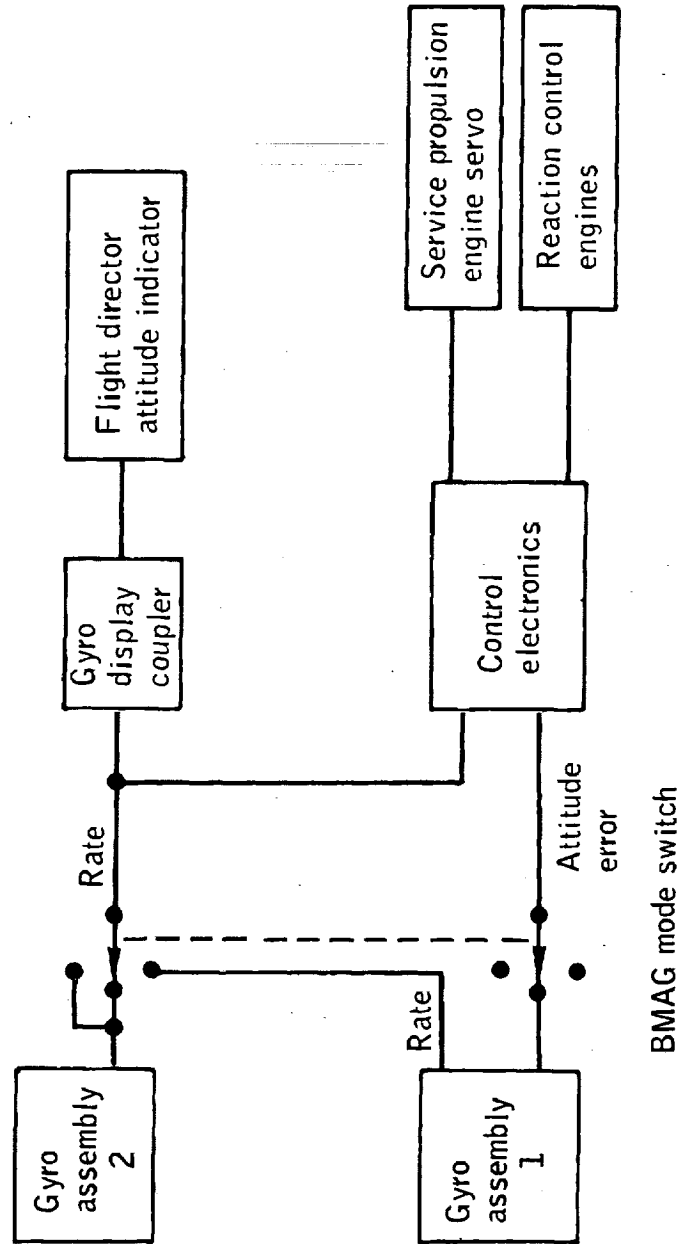 Gyro
assembly
2
Rate
Gyro
display
coupler
Flight director
attitude indicator
Gyro
assembly
1
Rate
Attitude
error
Control
electronics
Service propulsion
engine servo
Reaction control
engines
BMAG mode switch